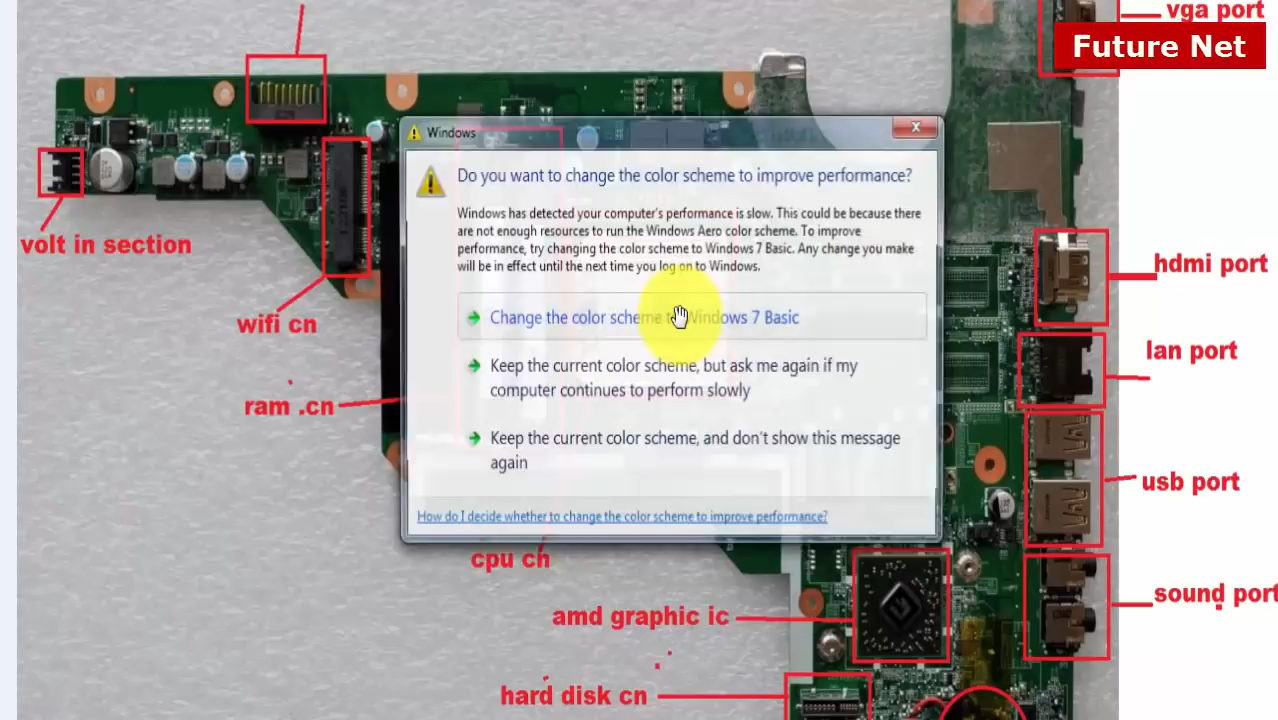 vga port
Future Net
Windows
Do you want to change the color scheme to improve performance?
Windows has detected your computer's performance is slow. This could be because there
are not enough resources to run the Windows Aero color scheme. To improve
performance, try changing the color scheme to Windows 7 Basic. Any change you make
will be in effect until the next time you log on to Windows.
Change the color scheme to Windows 7 Basic
Keep the current color scheme, but ask me again if my
computer continues to perform slowly
Keep the current color scheme, and don't show this message
again
How do I decide whether to change the color scheme to improve performance?
volt in section
wifi cn
ram .cn
hdmi port
lan port
usb port
cpu cn
amd graphic ic
sound port
hard disk cn